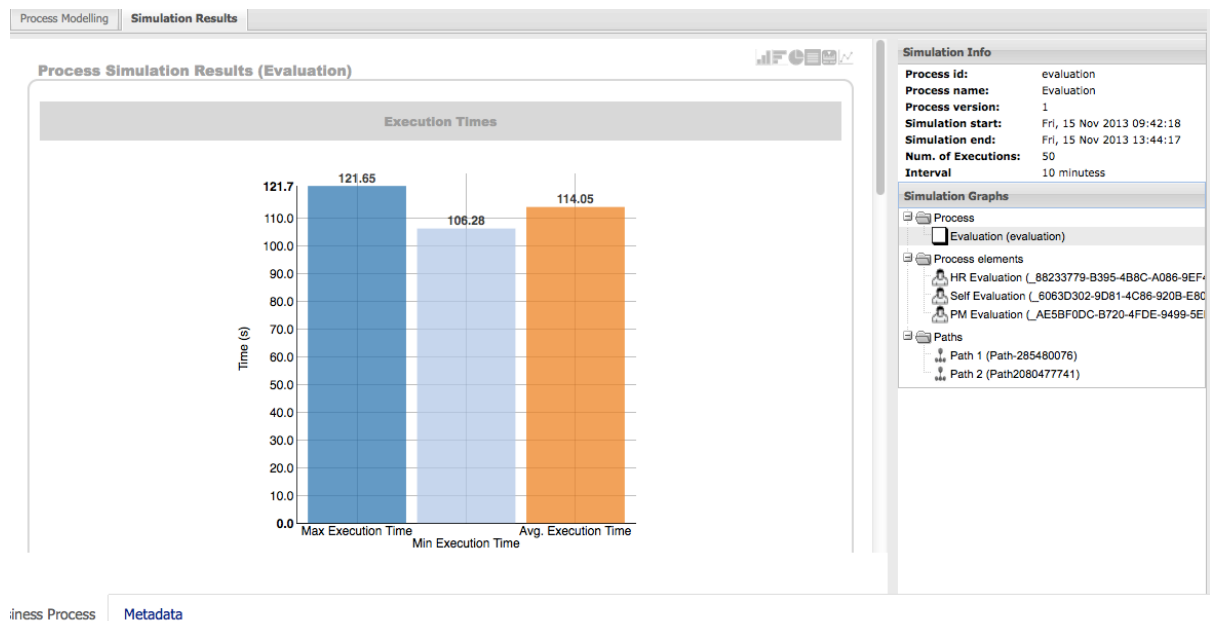 Process Modelling
Simulation Results
Process Simulation Results (Evaluation)
Execution Times
121.7
110.0
100.0
90.0
80.0
70.0
60.0
50.0
40.0
30.0
20.0
10.0
0.0
Time (s)
121.65
106.28
114.05
Max Execution Time
Min Execution Time
Avg. Execution Time
Simulation Info
Process id: evaluation
Process name: Evaluation
Process version: 1
Simulation start: Fri, 15 Nov 2013 09:42:18
Simulation end: Fri, 15 Nov 2013 13:44:17
Num. of Executions: 50
Interval 10 minutess
Simulation Graphs
Process
Evaluation (evaluation)
Process elements
HR Evaluation (_88233779-B395-4B8C-A086-9EF4
Self Evaluation (_6063D302-9D81-4C86-920B-E80
PM Evaluation (_AE5BF0DC-B720-4FDE-9499-5E
Paths
Path 1 (Path-285480076)
Path 2 (Path2080477741)
siness Process
Metadata